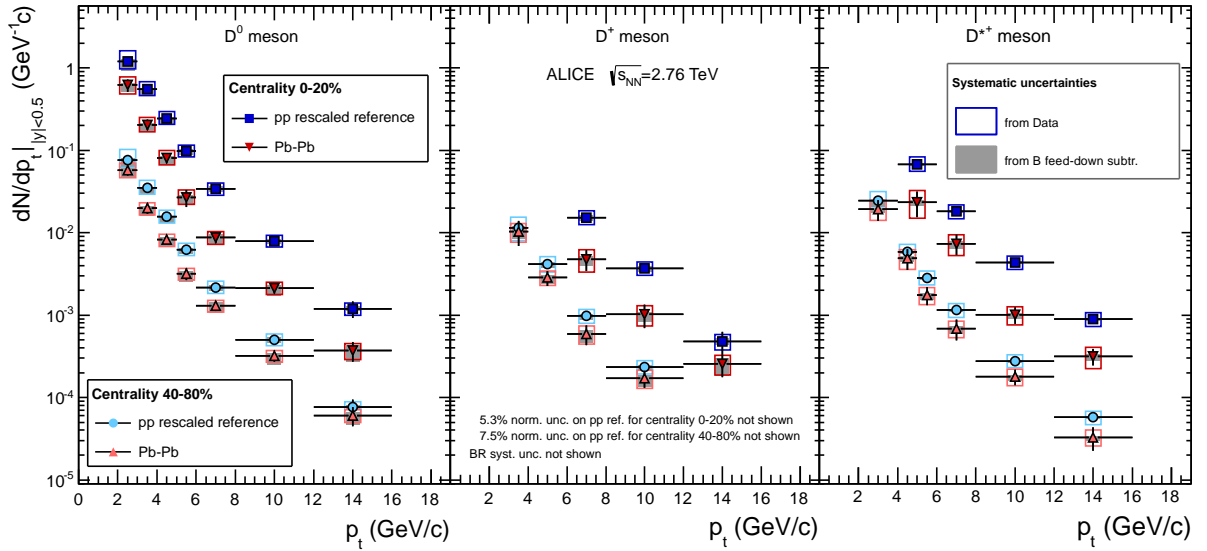 D⁰ meson
D⁺ meson
D*⁺ meson
dN/dp_t|_|y|<0.5 (GeV⁻¹c)
1
10⁻¹
10⁻²
10⁻³
10⁻⁴
10⁻⁵
Centrality 0-20%
pp rescaled reference
Pb-Pb
Centrality 40-80%
pp rescaled reference
Pb-Pb
ALICE √s_NN=2.76 TeV
5.3% norm. unc. on pp ref. for centrality 0-20% not shown
7.5% norm. unc. on pp ref. for centrality 40-80% not shown
BR syst. unc. not shown
Systematic uncertainties
from Data
from B feed-down subtr.
0 2 4 6 8 10 12 14 16 18
2 4 6 8 10 12 14 16 18
2 4 6 8 10 12 14 16 18
p_t (GeV/c)
p_t (GeV/c)
p_t (GeV/c)